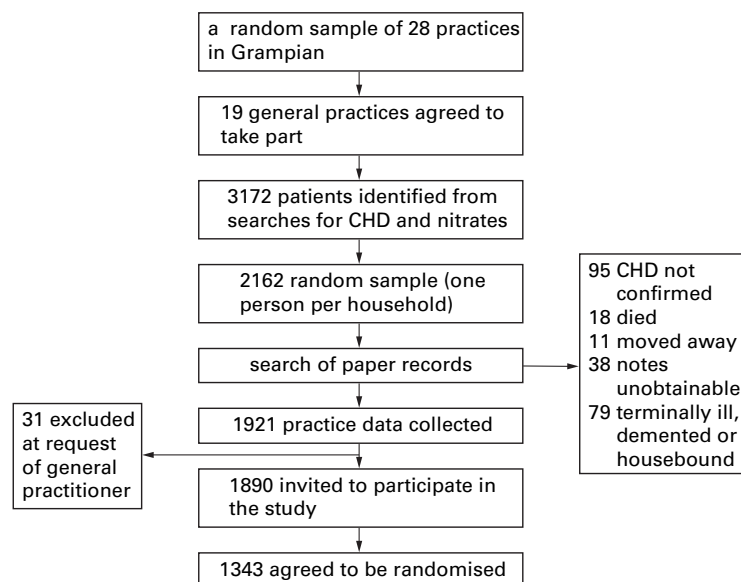 a random sample of 28 practices
in Grampian
19 general practices agreed to
take part
3172 patients identified from
searches for CHD and nitrates
2162 random sample (one
person per household)
search of paper records
95 CHD not
confirmed
18 died
11 moved away
38 notes
unobtainable
79 terminally ill,
demented or
housebound
1921 practice data collected
31 excluded
at request
of general
practitioner
1890 invited to participate in
the study
1343 agreed to be randomised